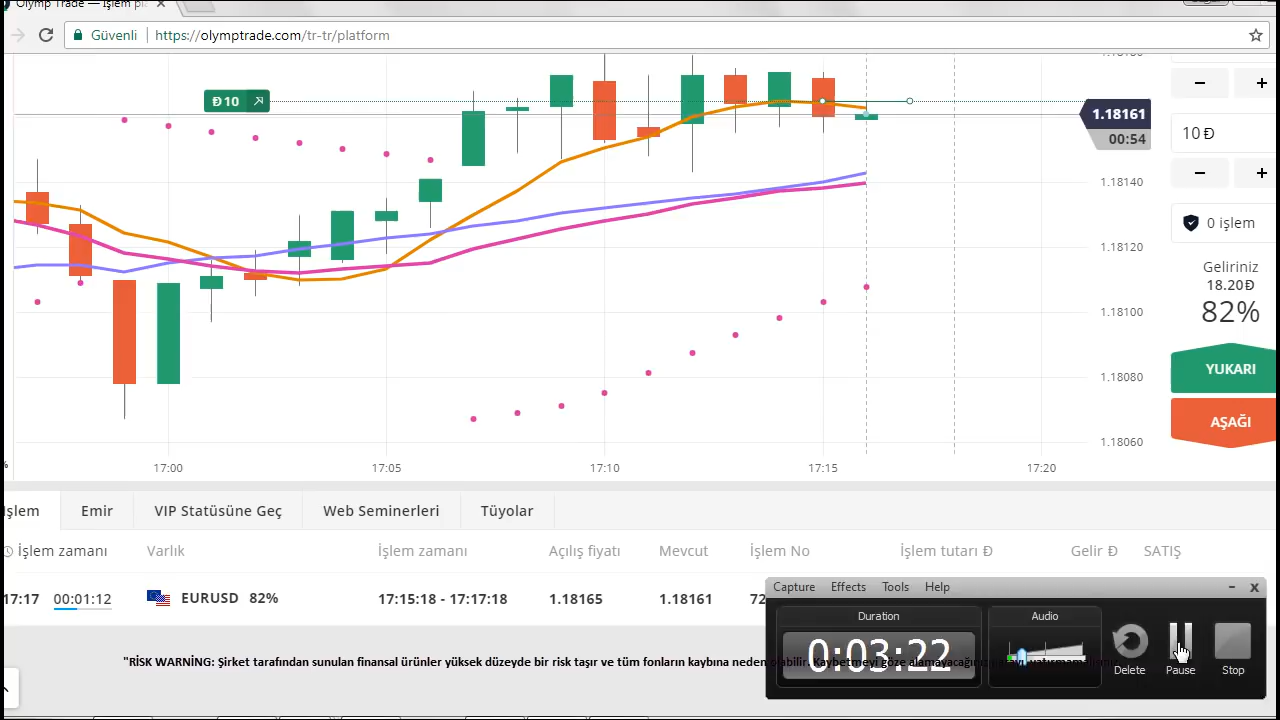 Olymp Trade — İşlem pl
Güvenli
https://olymptrade.com/tr-tr/platform
Đ10
1.18161
00:54
1.18140
1.18120
1.18100
1.18080
1.18060
17:00
17:05
17:10
17:15
17:20
10 Đ
0 işlem
Geliriniz
18.20Đ
82%
YUKARI
AŞAĞI
İşlem
Emir
VIP Statüsüne Geç
Web Seminerleri
Tüyolar
İşlem zamanı Varlık İşlem zamanı Açılış fiyatı Mevcut İşlem No İşlem tutarı Đ Gelir Đ SATIŞ
17:17 00:01:12 EURUSD 82% 17:15:18 - 17:17:18 1.18165 1.18161 72
Capture Effects Tools Help
Duration
0:03:22
Audio
Delete
Pause
Stop
"RİSK WARNİNG: Şirket tarafından sunulan finansal ürünler yüksek düzeyde bir risk taşır ve tüm fonların kaybına neden olabilir. Kaybetmeyi göze alamayacağınız